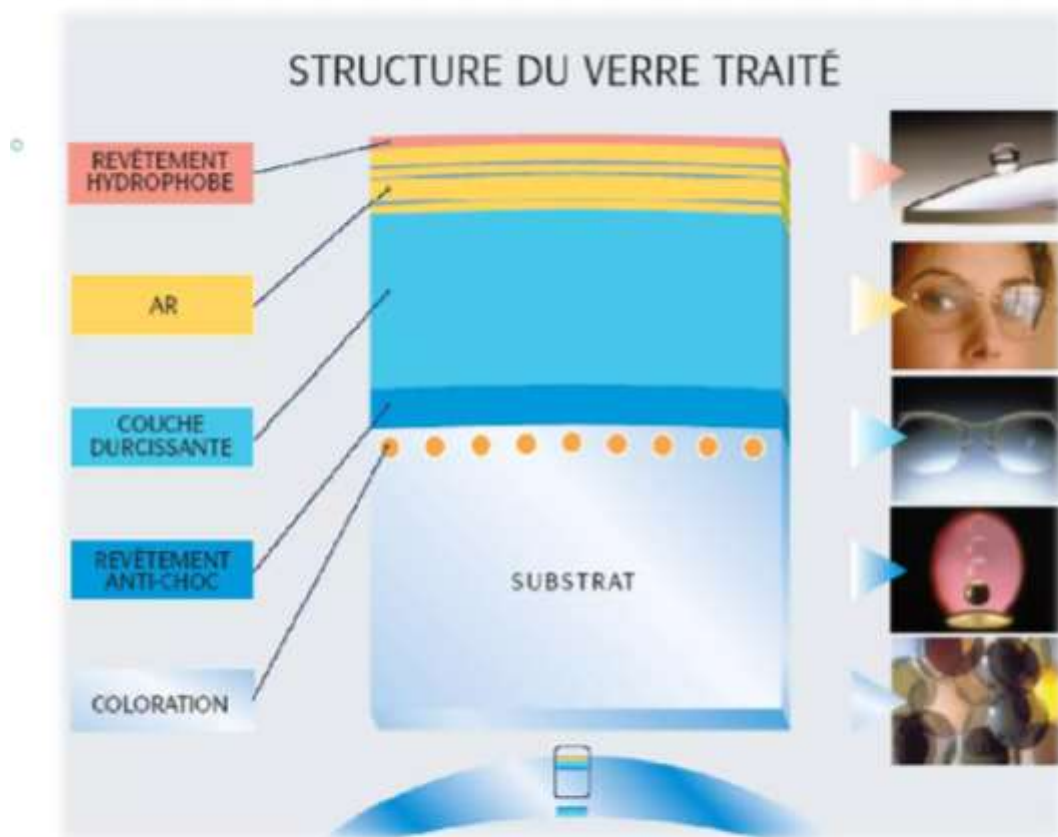 STRUCTURE DU VERRE TRAITÉ
REVÊTEMENT
HYDROPHOBE
AR
COUCHE
DURCISSANTE
REVÊTEMENT
ANTI-CHOC
SUBSTRAT
COLORATION